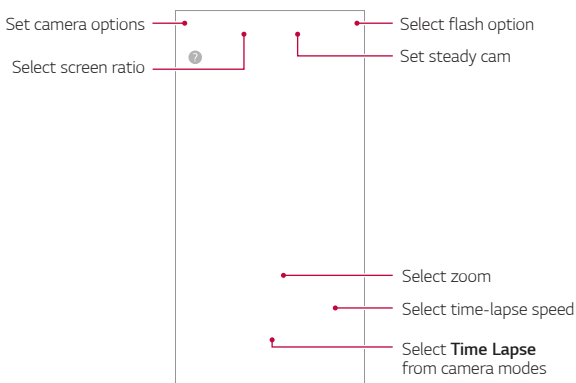 Set camera options
Select screen ratio
?
Select flash option
Set steady cam
Select zoom
Select time-lapse speed
Select Time Lapse
from camera modes